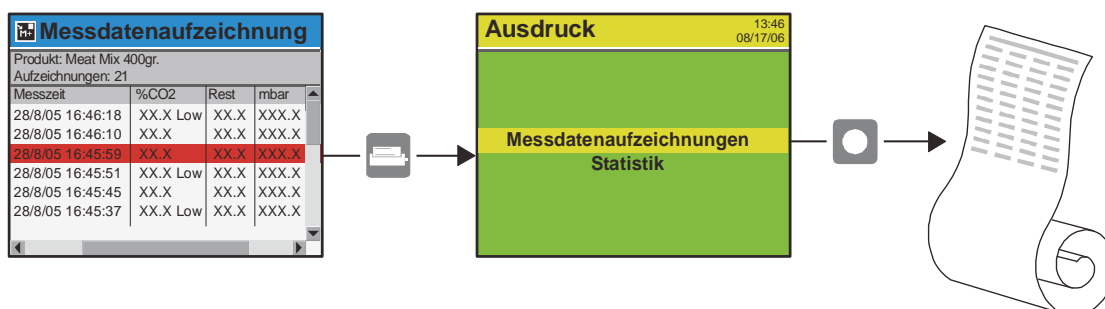 Messdatenaufzeichnung
Produkt: Meat Mix 400gr.
Aufzeichnungen: 21
Messzeit %CO2 Rest mbar
28/8/05 16:46:18 XX.X Low XX.X XXX.X
28/8/05 16:46:10 XX.X XX.X XXX.X
28/8/05 16:45:59 XX.X XX.X XXX.X
28/8/05 16:45:51 XX.X Low XX.X XXX.X
28/8/05 16:45:45 XX.X XX.X XXX.X
28/8/05 16:45:37 XX.X Low XX.X XXX.X
Ausdruck 13:46
08/17/06
Messdatenaufzeichnungen
Statistik